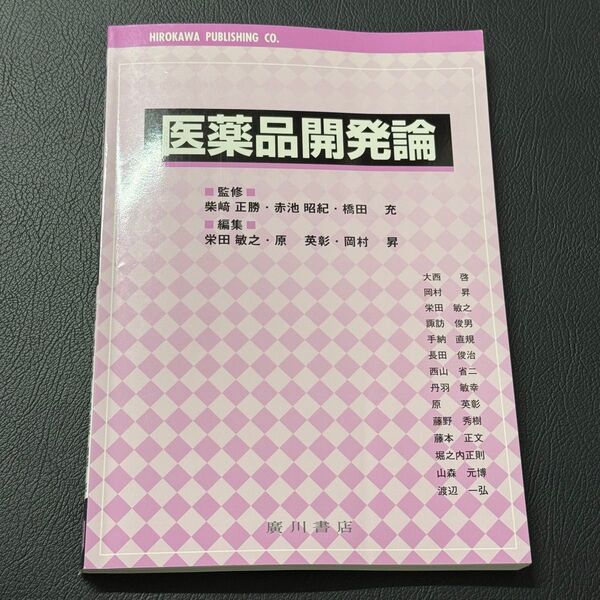 HIROKAWA PUBLISHING CO.
医薬品開発論
■監修■
柴﨑 正勝・赤池 昭紀・橋田 充
■編集■
栄田 敏之・原 英彰・岡村 昇
大西 啓
岡村 昇
栄田 敏之
諏訪 俊男
手納 直規
長田 俊治
西山 省二
丹羽 敏幸
原 英彰
藤野 秀樹
藤本 正文
堀之内正則
山森 元博
渡辺 一弘
廣川書店